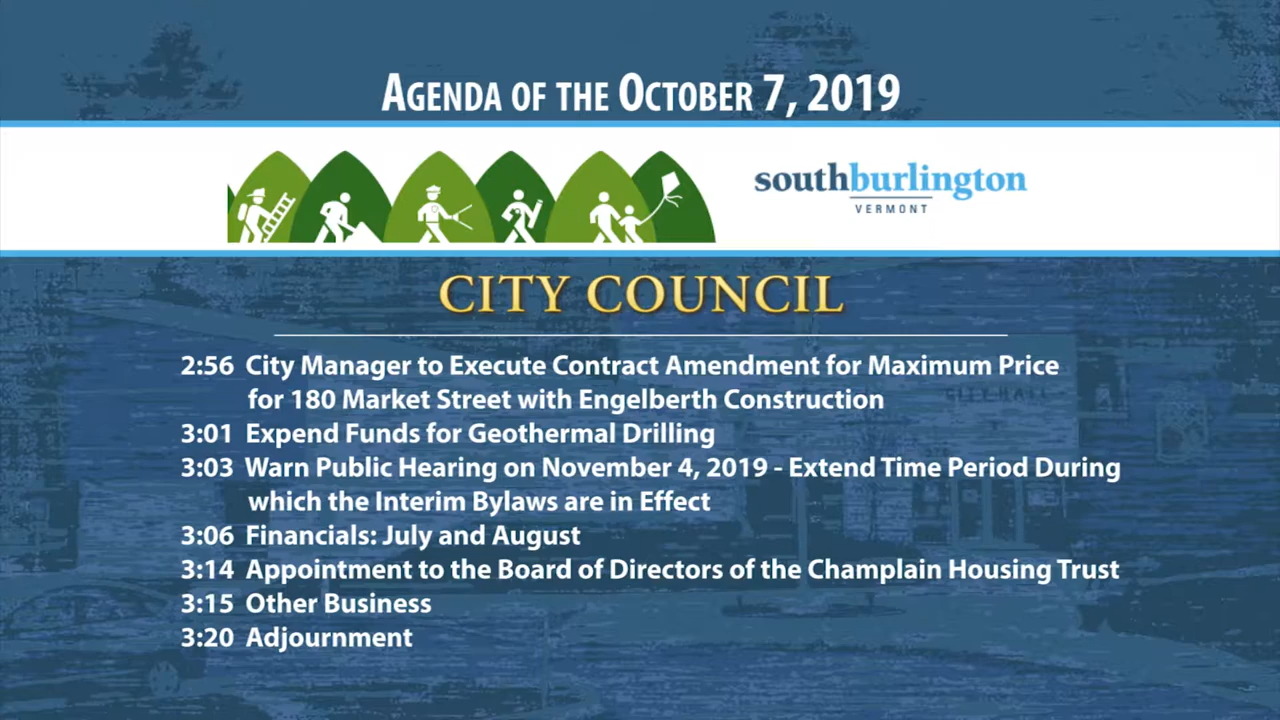 AGENDA OF THE OCTOBER 7, 2019
southburlington
VERMONT
CITY COUNCIL
2:56 City Manager to Execute Contract Amendment for Maximum Price
for 180 Market Street with Engelberth Construction
3:01 Expend Funds for Geothermal Drilling
3:03 Warn Public Hearing on November 4, 2019 - Extend Time Period During
which the Interim Bylaws are in Effect
3:06 Financials: July and August
3:14 Appointment to the Board of Directors of the Champlain Housing Trust
3:15 Other Business
3:20 Adjournment
CITY HALL